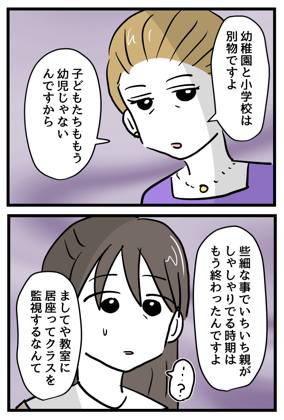 幼稚園と小学校は
別物ですよ
子どもたちももう
幼児じゃない
んですから
些細な事でいちいち親が
しゃしゃりでる時期は
もう終わったんですよ
ましてや教室に
居座ってクラスを
監視するなんて
…?